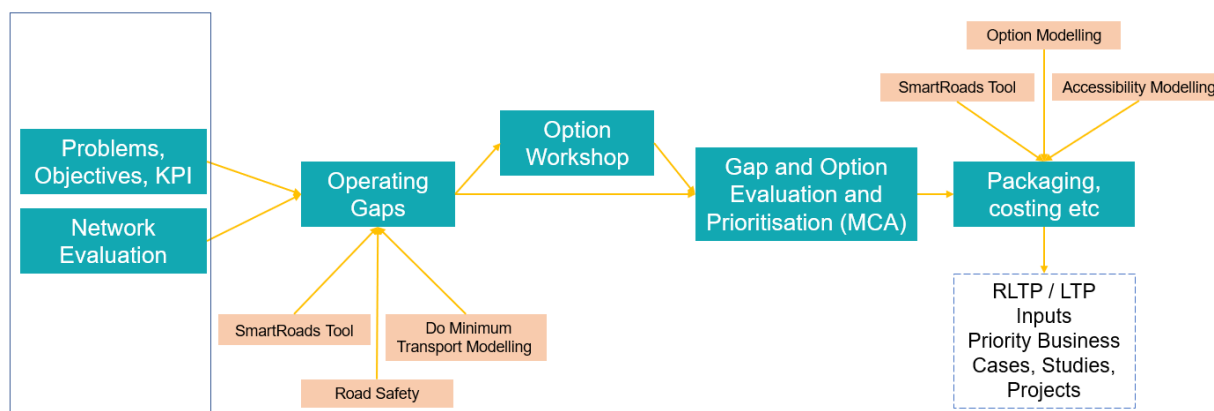 Problems,
Objectives, KPI
Network
Evaluation
Operating
Gaps
SmartRoads Tool
Road Safety
Do Minimum
Transport Modelling
Option
Workshop
Gap and Option
Evaluation and
Prioritisation (MCA)
Option Modelling
SmartRoads Tool
Accessibility Modelling
Packaging,
costing etc
RLTP / LTP
Inputs
Priority Business
Cases, Studies,
Projects